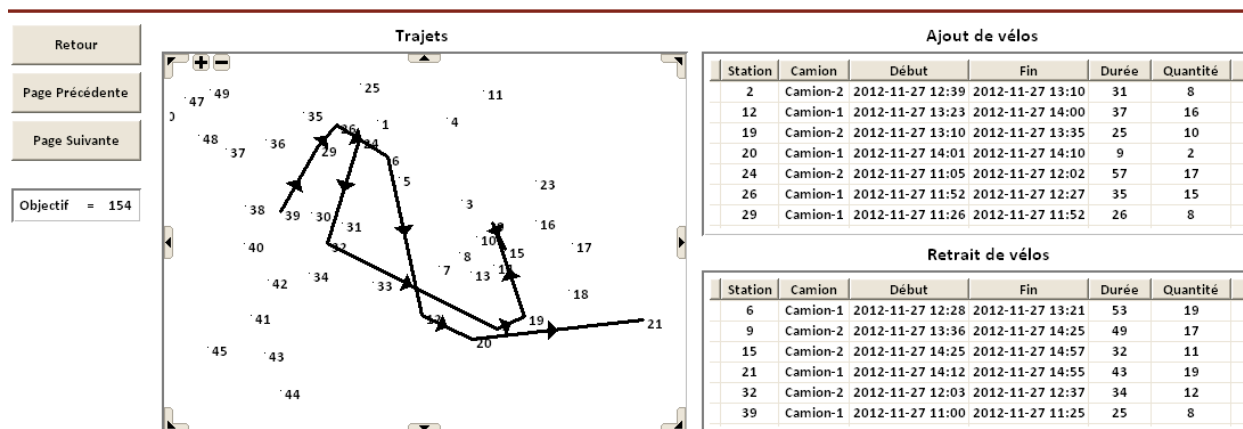 Retour
Page Précédente
Page Suivante
Objectif = 154
Trajets
25
11
49
47
0
35
1
4
26
48
36
24
37
29
6
5
23
38
39
30
3
31
16
10
40
32
15
17
8
7
13
34
42
33
18
41
12
19
21
20
45
43
44
Ajout de vélos
Station Camion Début Fin Durée Quantité
2 Camion-2 2012-11-27 12:39 2012-11-27 13:10 31 8
12 Camion-1 2012-11-27 13:23 2012-11-27 14:00 37 16
19 Camion-2 2012-11-27 13:10 2012-11-27 13:35 25 10
20 Camion-1 2012-11-27 14:01 2012-11-27 14:10 9 2
24 Camion-2 2012-11-27 11:05 2012-11-27 12:02 57 17
26 Camion-1 2012-11-27 11:52 2012-11-27 12:27 35 15
29 Camion-1 2012-11-27 11:26 2012-11-27 11:52 26 8
Retrait de vélos
Station Camion Début Fin Durée Quantité
6 Camion-1 2012-11-27 12:28 2012-11-27 13:21 53 19
9 Camion-2 2012-11-27 13:36 2012-11-27 14:25 49 17
15 Camion-2 2012-11-27 14:25 2012-11-27 14:57 32 11
21 Camion-1 2012-11-27 14:12 2012-11-27 14:55 43 19
32 Camion-2 2012-11-27 12:03 2012-11-27 12:37 34 12
39 Camion-1 2012-11-27 11:00 2012-11-27 11:25 25 8